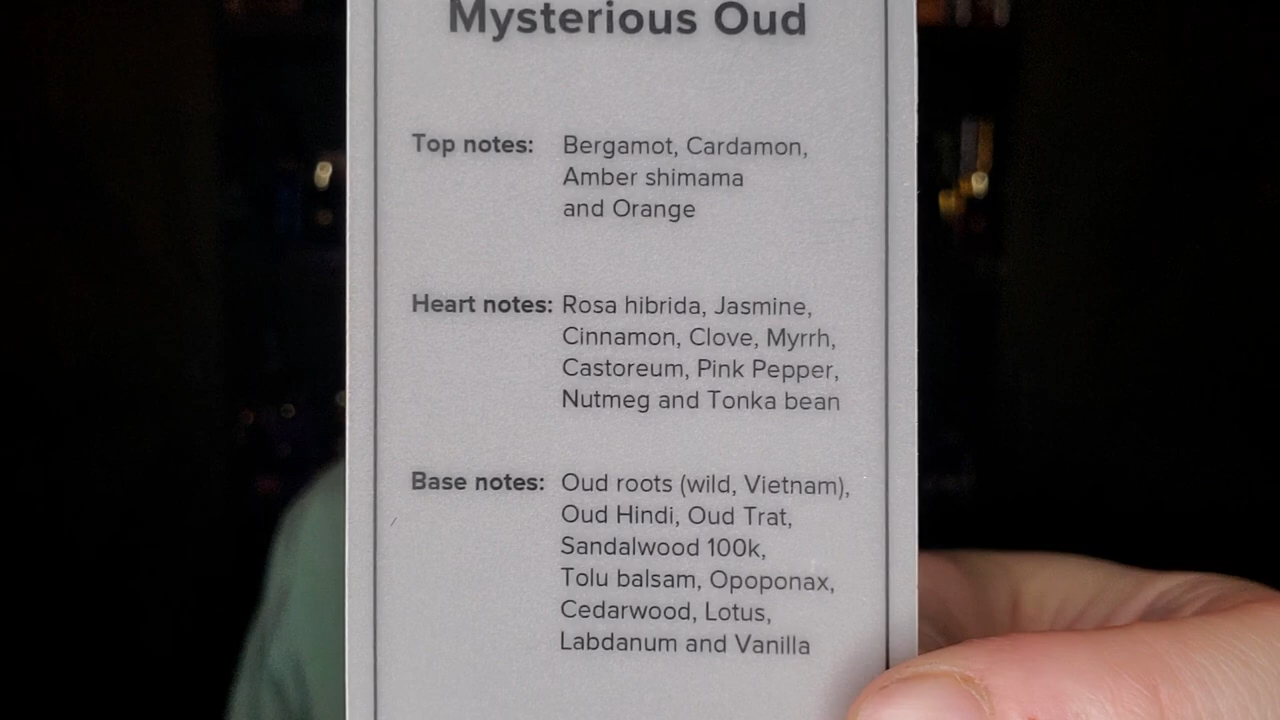 Mysterious Oud
Top notes: Bergamot, Cardamon,
Amber shimama
and Orange
Heart notes: Rosa hibrida, Jasmine,
Cinnamon, Clove, Myrrh,
Castoreum, Pink Pepper,
Nutmeg and Tonka bean
Base notes: Oud roots (wild, Vietnam),
Oud Hindi, Oud Trat,
Sandalwood 100k,
Tolu balsam, Opoponax,
Cedarwood, Lotus,
Labdanum and Vanilla